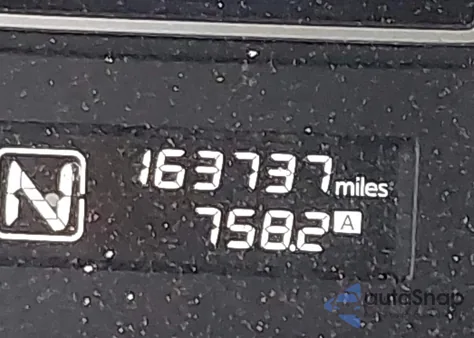 N
163737 miles
758.2 A
autoSnap